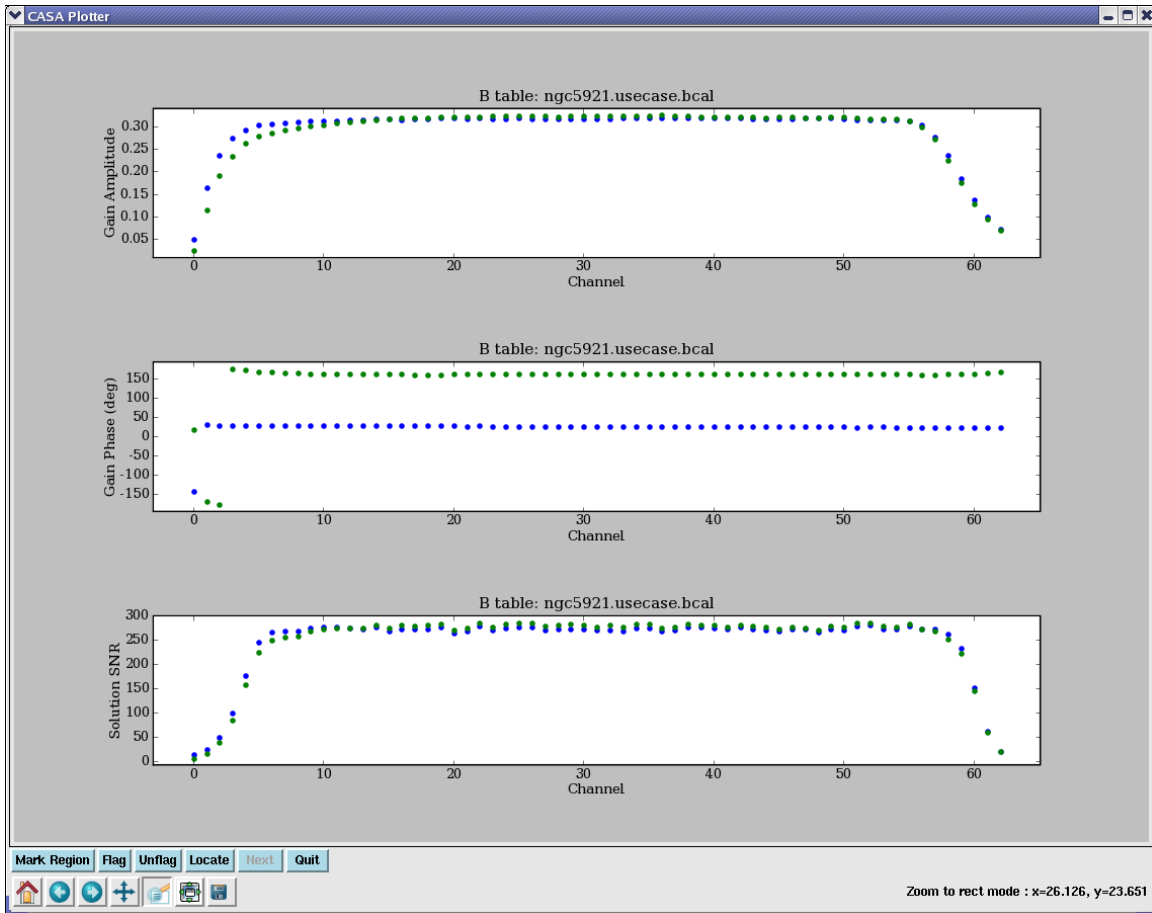 CASA Plotter
B table: ngc5921.usecase.bcal
Gain Amplitude
0.30
0.25
0.20
0.15
0.10
0.05
0 10 20 30 40 50 60
Channel
B table: ngc5921.usecase.bcal
Gain Phase (deg)
150
100
50
0
-50
-100
-150
0 10 20 30 40 50 60
Channel
B table: ngc5921.usecase.bcal
Solution SNR
300
250
200
150
100
50
0
0 10 20 30 40 50 60
Channel
Mark Region Flag Unflag Locate Next Quit
Zoom to rect mode : x=26.126, y=23.651